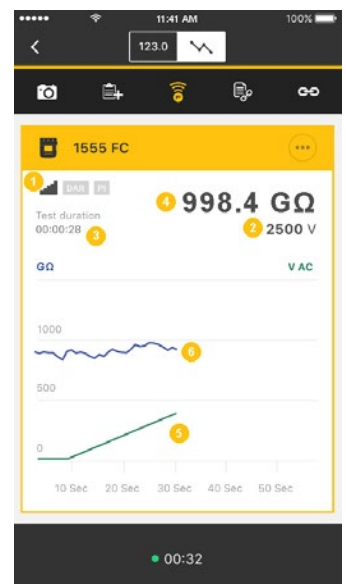 11:41 AM 100%
123.0
1555 FC
1
DAR PI
4 998.4 GΩ
Test duration
2 2500 V
00:00:28 3
GΩ V AC
1000
6
500
5
0
10 Sec 20 Sec 30 Sec 40 Sec 50 Sec
00:32